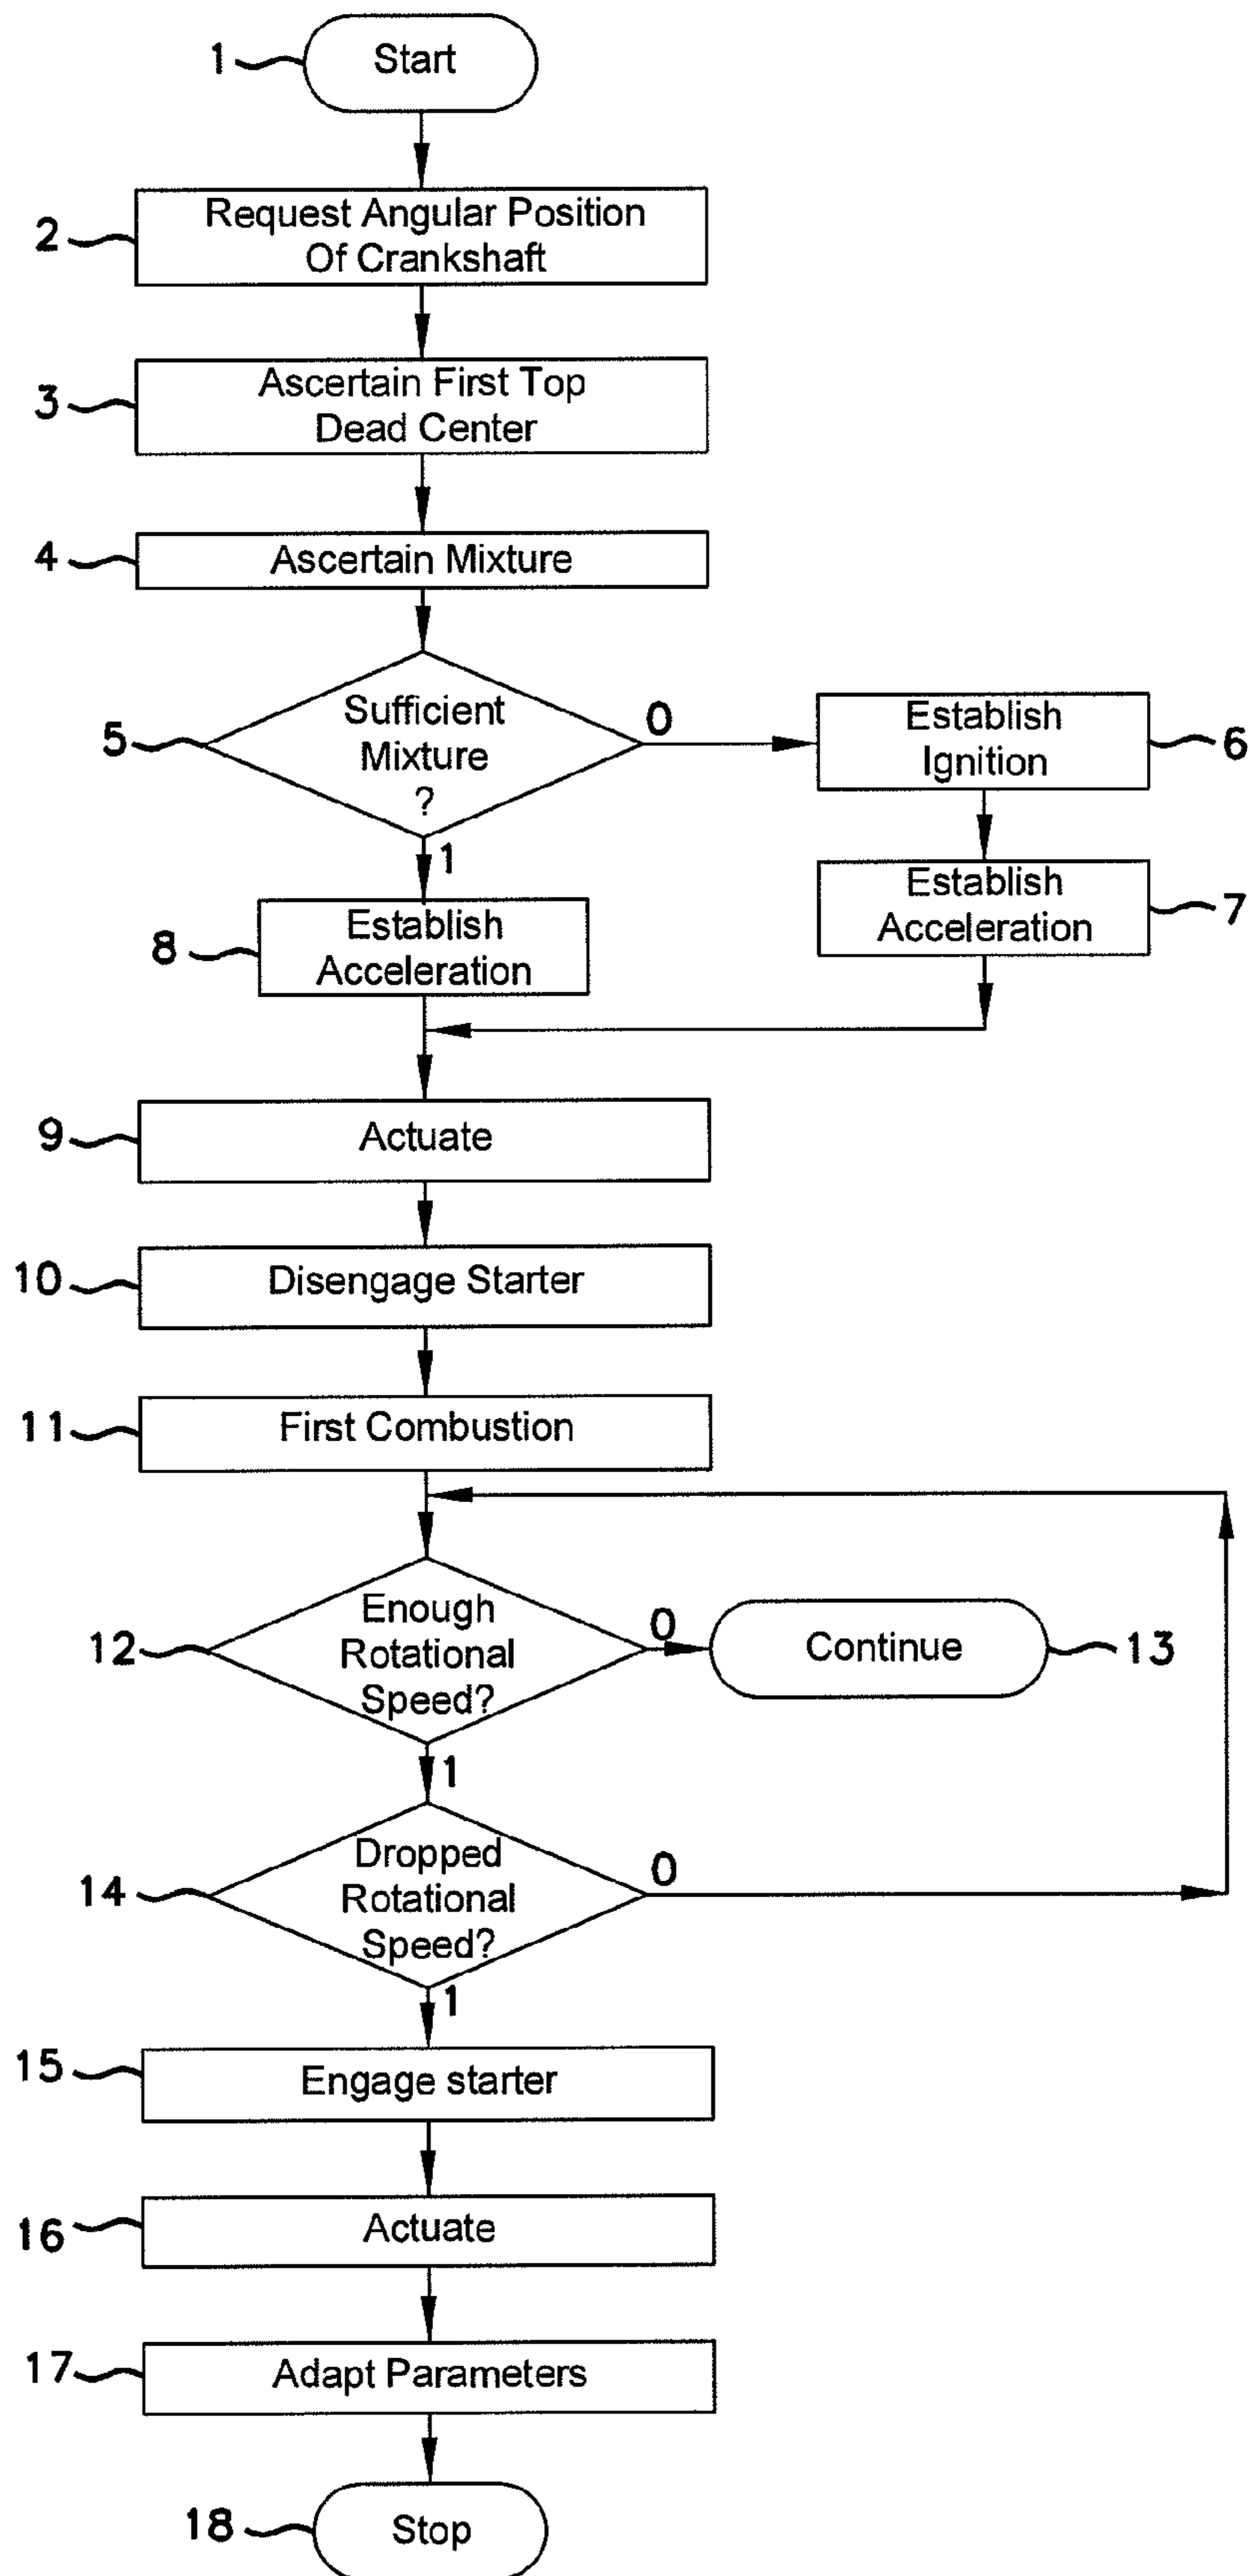 1
Start
2
Request Angular Position
Of Crankshaft
3
Ascertain First Top
Dead Center
4
Ascertain Mixture
5
Sufficient
Mixture
?
0
Establish
Ignition
6
1
Establish
Acceleration
7
8
Establish
Acceleration
9
Actuate
10
Disengage Starter
11
First Combustion
12
Enough
Rotational
Speed?
0
Continue
13
1
14
Dropped
Rotational
Speed?
0
1
15
Engage starter
16
Actuate
17
Adapt Parameters
18
Stop